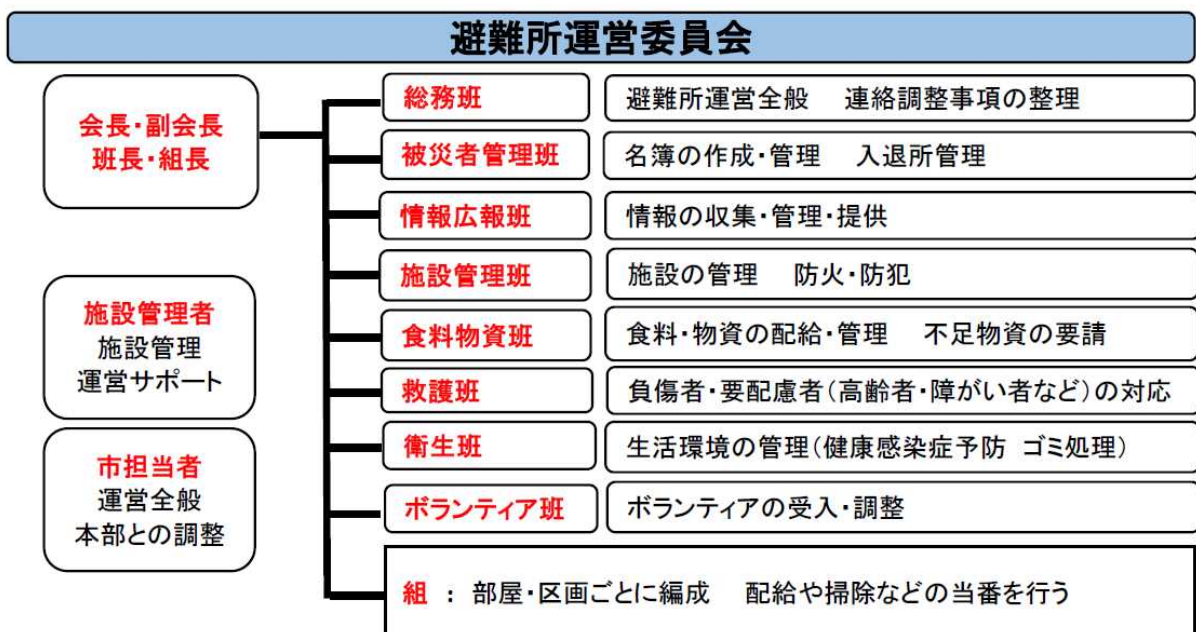 避難所運営委員会
会長・副会長
班長・組長
施設管理者
施設管理
運営サポート
市担当者
運営全般
本部との調整
総務班 避難所運営全般 連絡調整事項の整理
被災者管理班 名簿の作成・管理 入退所管理
情報広報班 情報の収集・管理・提供
施設管理班 施設の管理 防火・防犯
食料物資班 食料・物資の配給・管理 不足物資の要請
救護班 負傷者・要配慮者(高齢者・障がい者など)の対応
衛生班 生活環境の管理(健康感染症予防 ゴミ処理)
ボランティア班 ボランティアの受入・調整
組 : 部屋・区画ごとに編成 配給や掃除などの当番を行う